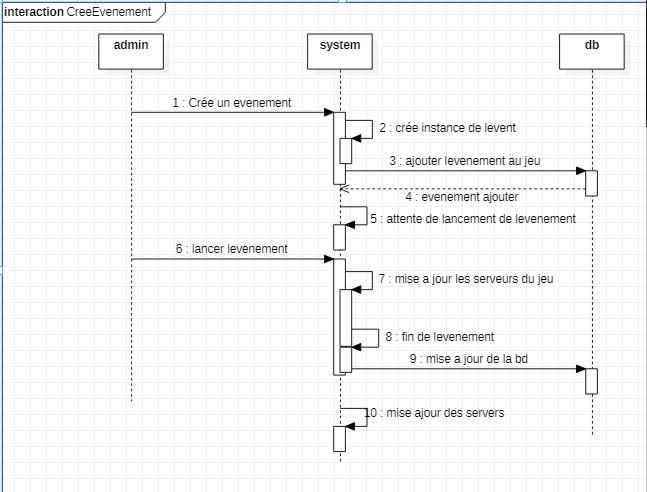 interaction CreeEvenement
admin
system
db
1 : Crée un evenement
2 : crée instance de levent
3 : ajouter levenement au jeu
4 : evenement ajouter
5 : attente de lancement de levenement
6 : lancer levenement
7 : mise a jour les serveurs du jeu
8 : fin de levenement
9 : mise a jour de la bd
10 : mise ajour des servers